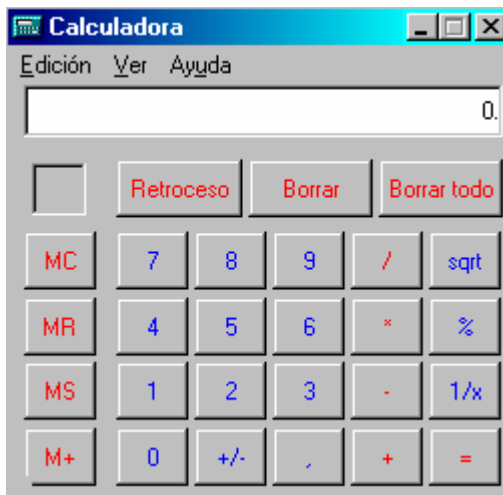 Calculadora
Edición Ver Ayuda
0.
Retroceso Borrar Borrar todo
MC 7 8 9 / sqrt
MR 4 5 6 * %
MS 1 2 3 - 1/x
M+ 0 +/- , + =